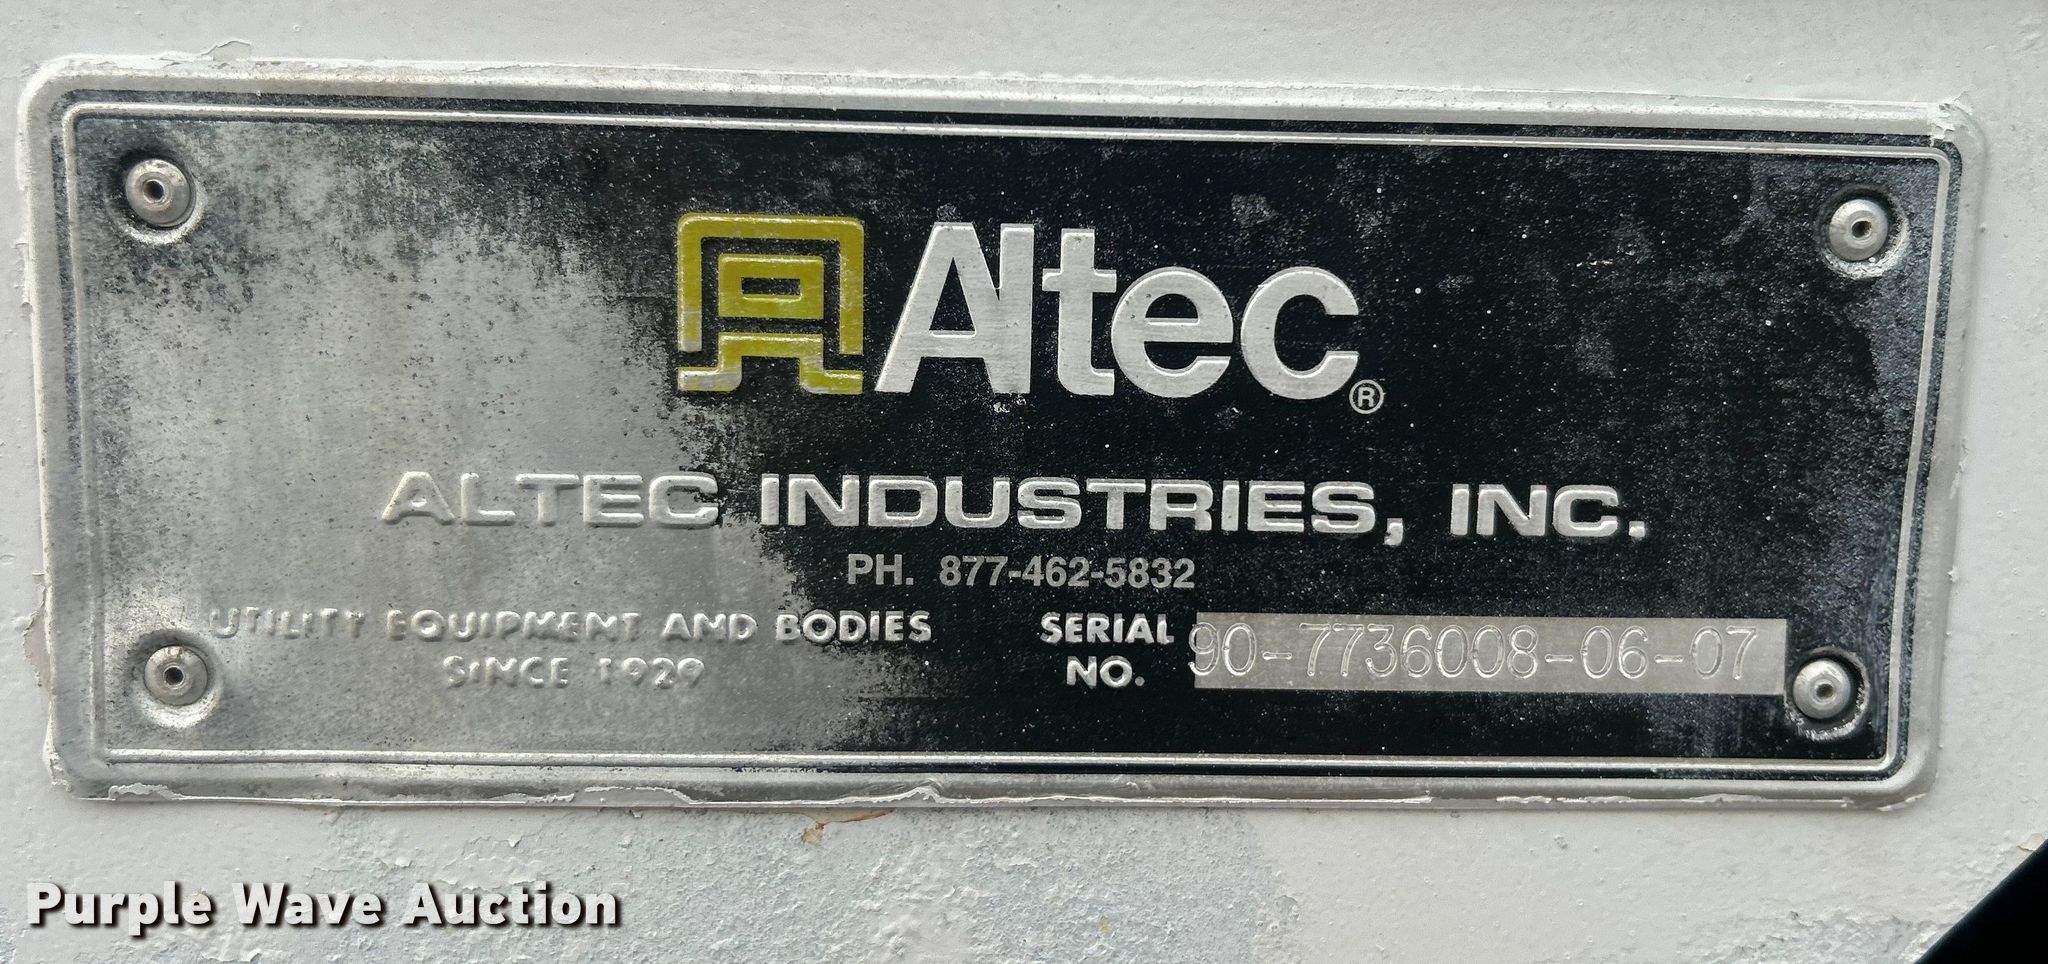 Altec®
ALTEC INDUSTRIES, INC.
PH. 877-462-5832
UTILITY EQUIPMENT AND BODIES
SINCE 1929
SERIAL NO. 90-7736008-06-07
Purple Wave Auction